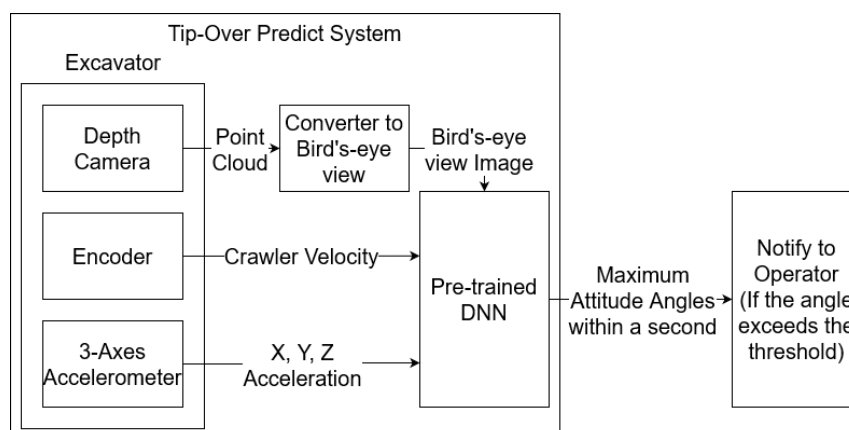 Tip-Over Predict System
Excavator
Depth
Camera
Point
Cloud
Converter to
Bird's-eye
view
Bird's-eye
view Image
Encoder
Crawler Velocity
3-Axes
Accelerometer
X, Y, Z
Acceleration
Pre-trained
DNN
Maximum
Attitude Angles
within a second
Notify to
Operator
(If the angle
exceeds the
threshold)